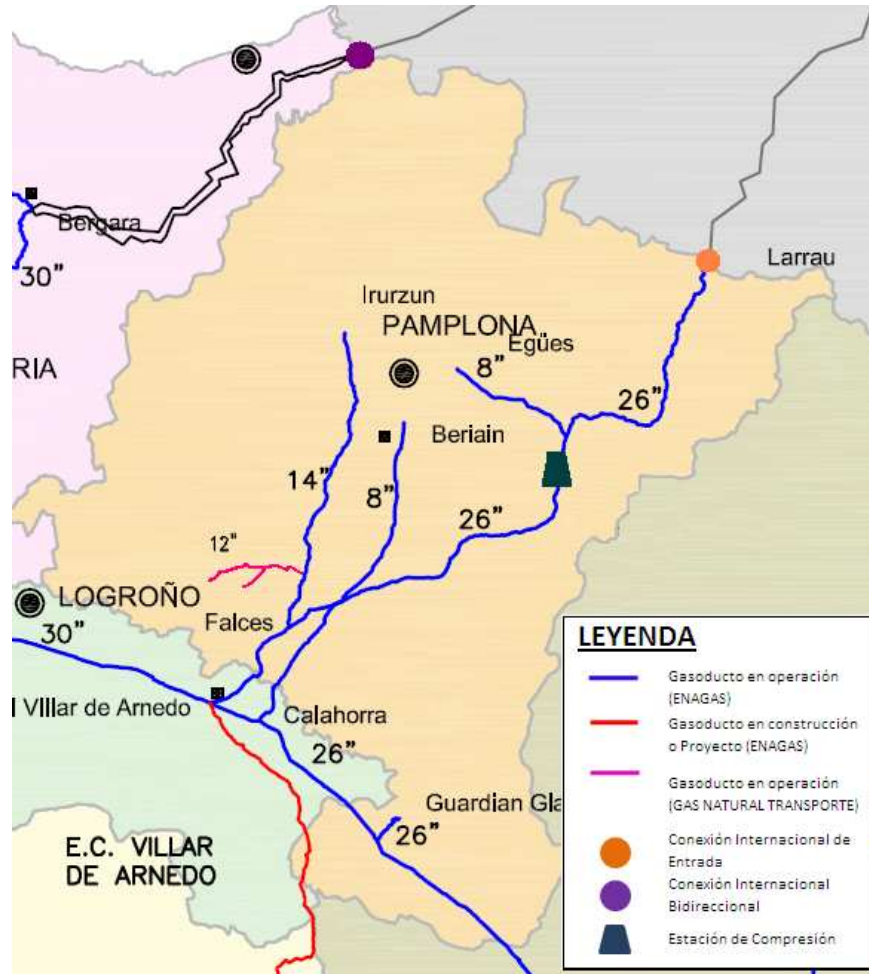 Bergara
30"
Larrau
Irurzun
PAMPLONA
Egües
8"
RIA
26"
Beriain
14"
8"
26"
12"
LOGROÑO
Falces
30"
l VIllar de Arnedo
Calahorra
26"
Guardian Gla
26"
E.C. VILLAR
DE ARNEDO
LEYENDA
Gasoducto en operación
(ENAGAS)
Gasoducto en construcción
o Proyecto (ENAGAS)
Gasoducto en operación
(GAS NATURAL TRANSPORTE)
Conexión Internacional de
Entrada
Conexión Internacional
Bidireccional
Estación de Compresión